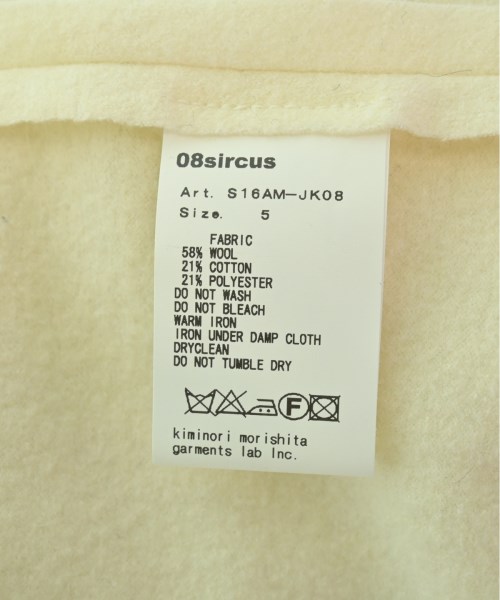 08sircus
Art. S16AM-JK08
Size. 5
FABRIC
58% WOOL
21% COTTON
21% POLYESTER
DO NOT WASH
DO NOT BLEACH
WARM IRON
IRON UNDER DAMP CLOTH
DRYCLEAN
DO NOT TUMBLE DRY
F
kiminori morishita
garments lab Inc.